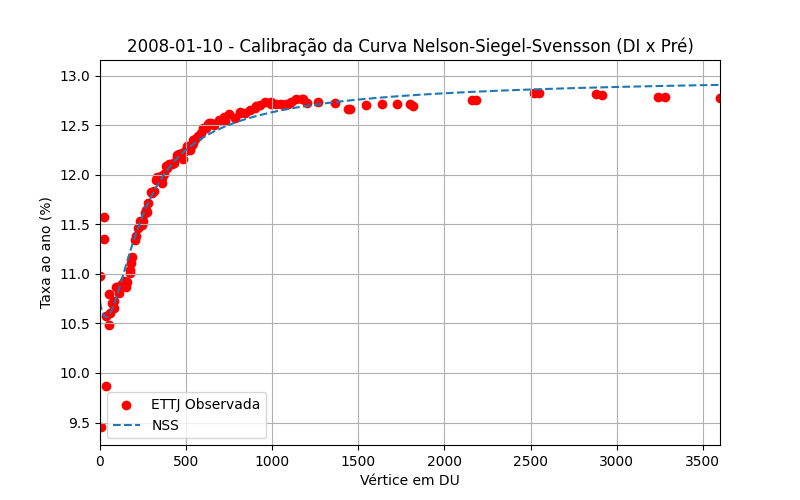 2008-01-10 - Calibração da Curva Nelson-Siegel-Svensson (DI x Pré)
Taxa ao ano (%)
13.0
12.5
12.0
11.5
11.0
10.5
10.0
9.5
ETTJ Observada
NSS
0 500 1000 1500 2000 2500 3000 3500
Vértice em DU